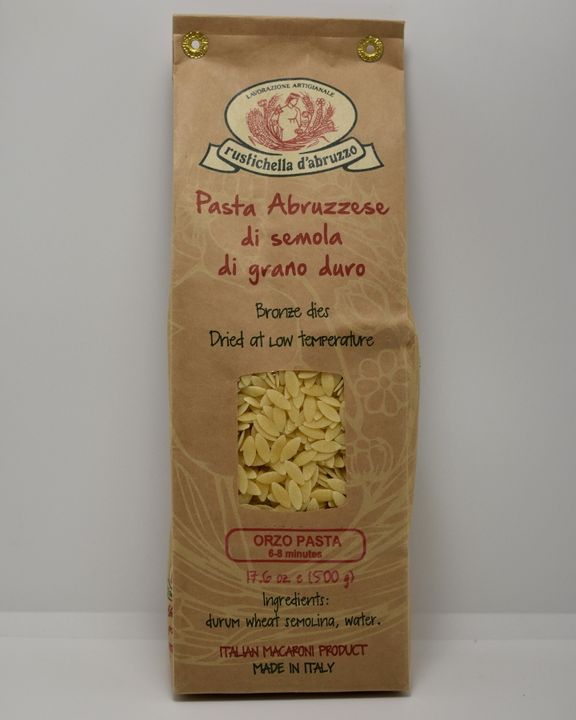 LAVORAZIONE ARTIGIANALE
rustichella d'abruzzo
Pasta Abruzzese
di semola
di grano duro
Bronze dies
Dried at low temperature
ORZO PASTA
6-8 minutes
17.6 oz. e (500 g)
Ingredients:
durum wheat semolina, water.
ITALIAN MACARONI PRODUCT
MADE IN ITALY